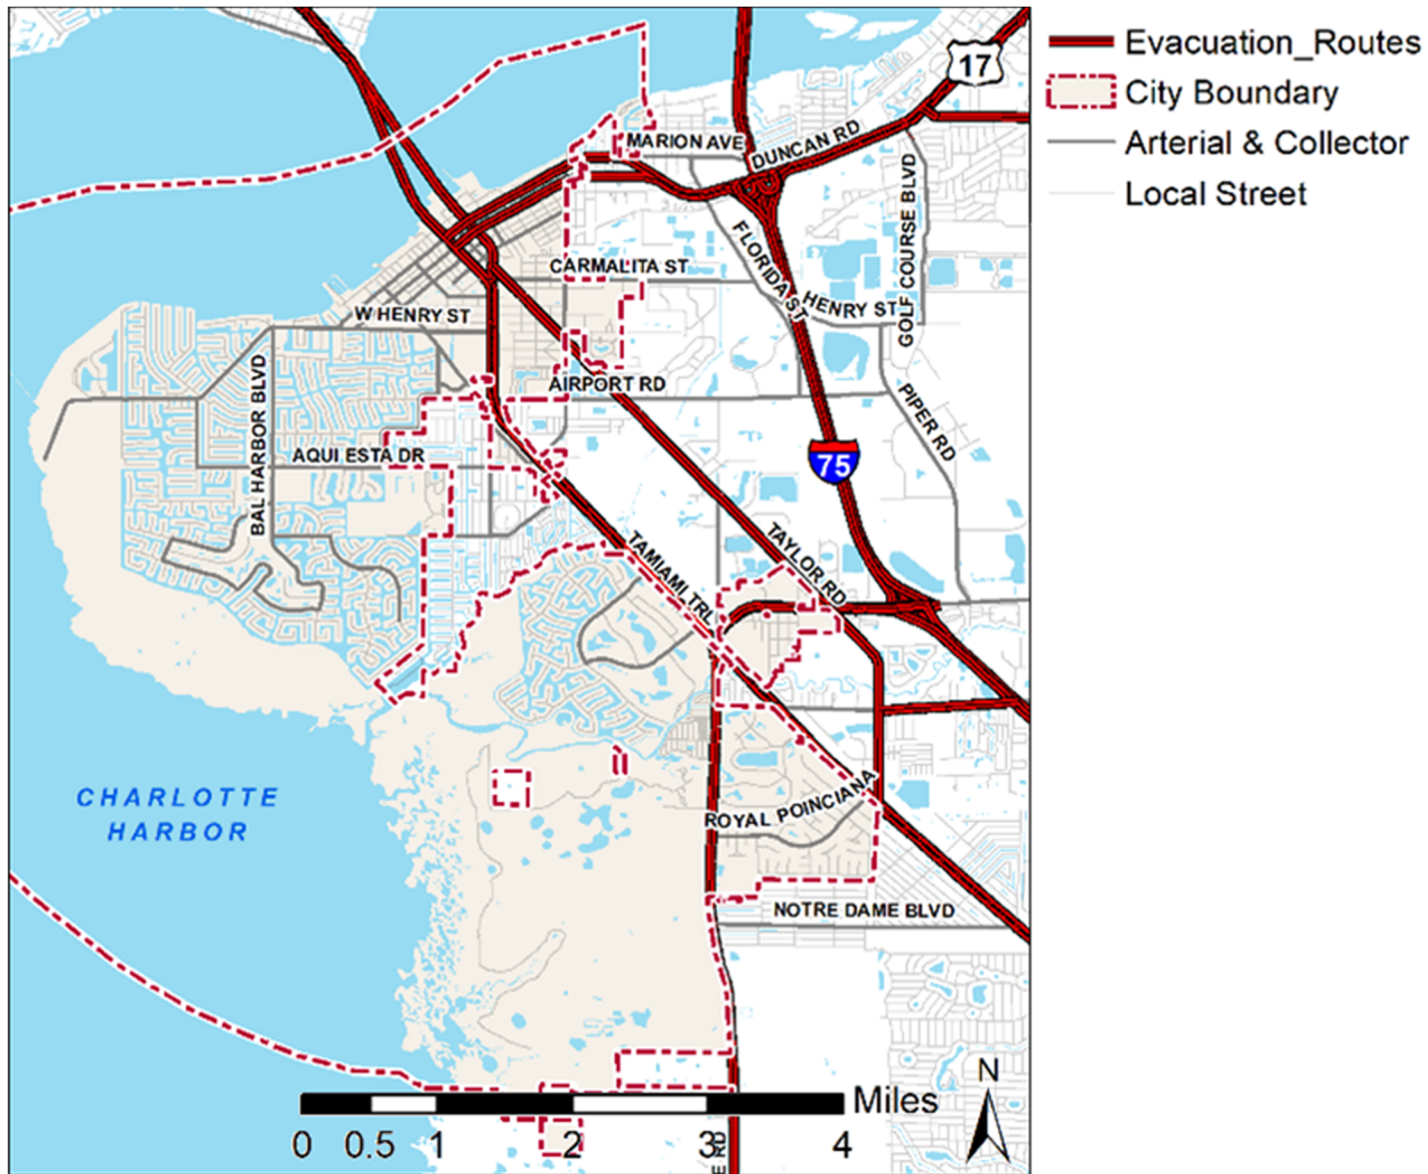 Evacuation_Routes
City Boundary
Arterial & Collector
Local Street
17
MARION AVE
DUNCAN RD
GOLF COURSE BLVD
FLORIDA ST
CARMALITA ST
HENRY ST
W HENRY ST
AIRPORT RD
BAL HARBOR BLVD
PIPER RD
AQUI ESTA DR
75
TAMIAMI TRL
TAYLOR RD
CHARLOTTE
HARBOR
ROYAL POINCIANA
NOTRE DAME BLVD
N
Miles
0 0.5 1 2 3 4